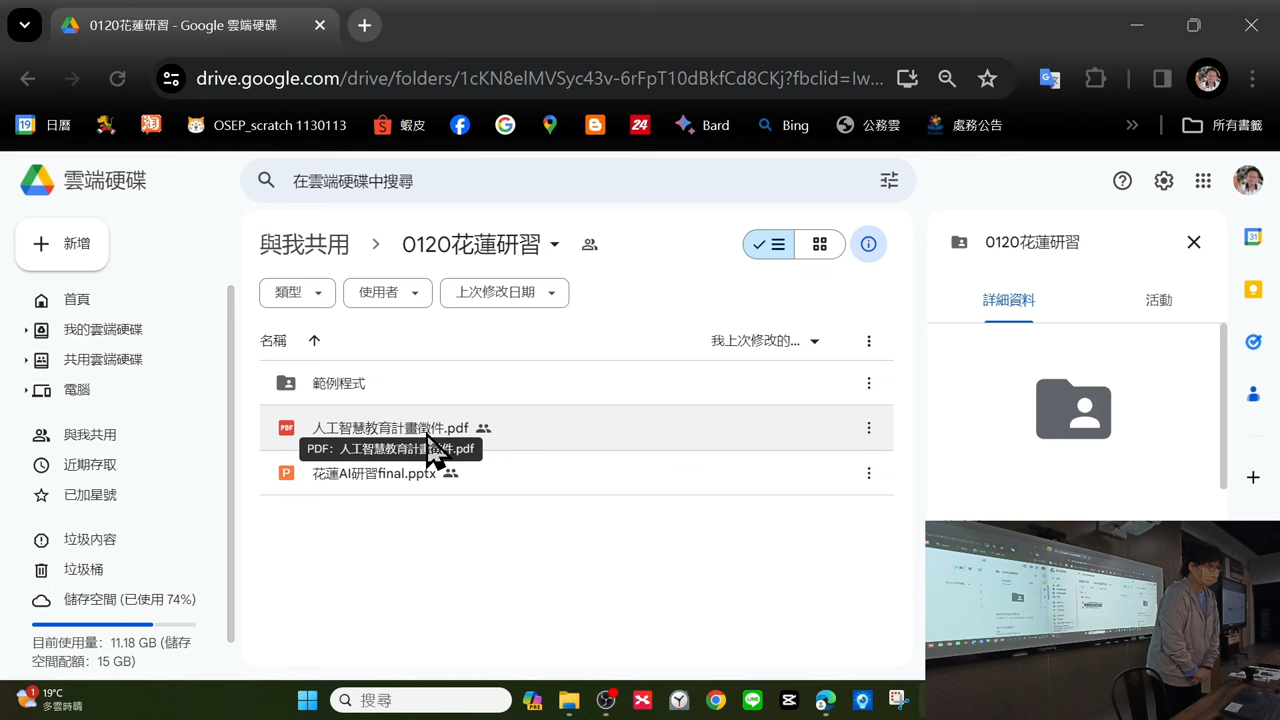 0120花蓮研習 - Google 雲端硬碟
drive.google.com/drive/folders/1cKN8elMVSyc43v-6rFpT10dBkfCd8CKj?fbclid=Iw...
日曆
淘
OSEP_scratch 1130113
蝦皮
24
Bard
Bing
公務雲
處務公告
所有書籤
雲端硬碟
在雲端硬碟中搜尋
新增
首頁
我的雲端硬碟
共用雲端硬碟
電腦
與我共用
近期存取
已加星號
垃圾內容
垃圾桶
儲存空間 (已使用 74%)
目前使用量：11.18 GB (儲存
空間配額：15 GB)
與我共用
0120花蓮研習
類型
使用者
上次修改日期
名稱
我上次修改的...
範例程式
PDF
人工智慧教育計畫徵件.pdf
PDF：人工智慧教育計畫徵件.pdf
P
花蓮AI研習final.pptx
0120花蓮研習
詳細資料
活動
31
1
19°C
多雲時晴
搜尋
PRE